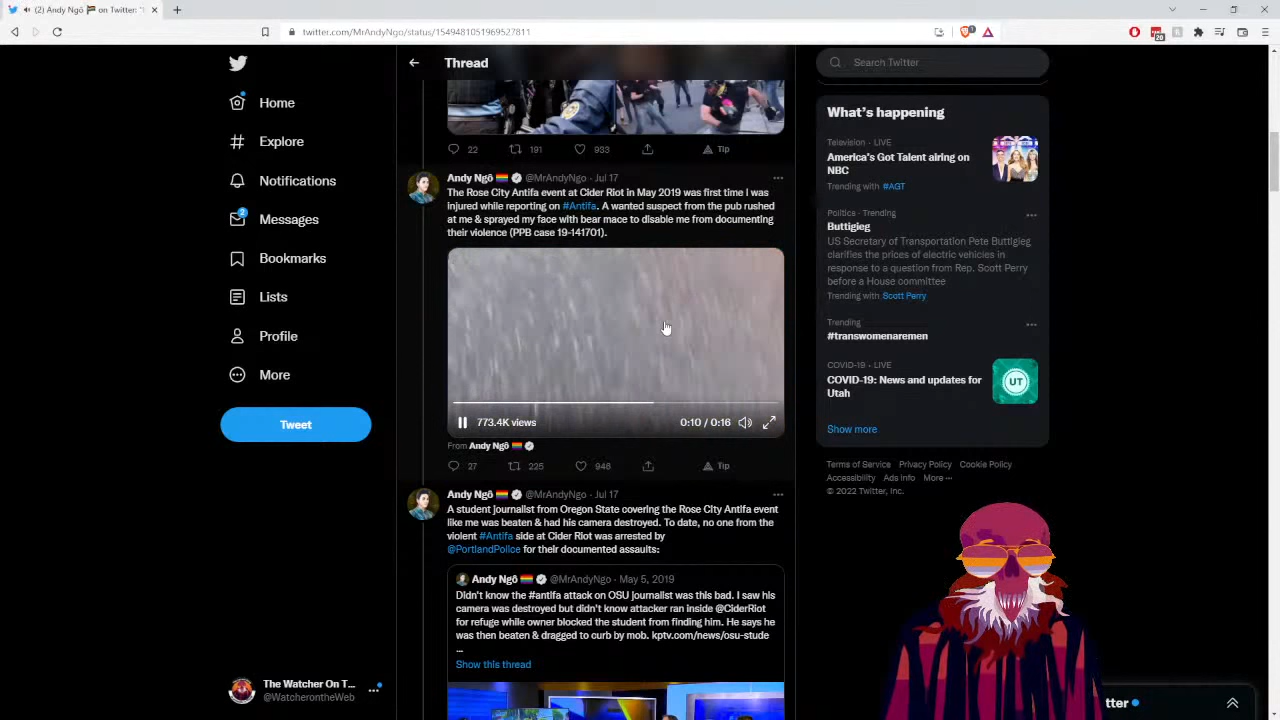 (2) Andy Ngô 🏳️‍🌈 on Twitter: "T
twitter.com/MrAndyNgo/status/1549481051969527811
20
Home
Explore
Notifications
2
Messages
Bookmarks
Lists
Profile
More
Tweet
The Watcher On T...
@WatcherontheWeb
Thread
22 191 933 Tip
Andy Ngô 🏳️‍🌈 @MrAndyNgo · Jul 17
The Rose City Antifa event at Cider Riot in May 2019 was first time I was
injured while reporting on #Antifa. A wanted suspect from the pub rushed
at me & sprayed my face with bear mace to disable me from documenting
their violence (PPB case 19-141701).
773.4K views 0:10 / 0:16
From Andy Ngô 🏳️‍🌈
27 225 948 Tip
Andy Ngô 🏳️‍🌈 @MrAndyNgo · Jul 17
A student journalist from Oregon State covering the Rose City Antifa event
like me was beaten & had his camera destroyed. To date, no one from the
violent #Antifa side at Cider Riot was arrested by
@PortlandPolice for their documented assaults:
Andy Ngô 🏳️‍🌈 @MrAndyNgo · May 5, 2019
Didn't know the #antifa attack on OSU journalist was this bad. I saw his
camera was destroyed but didn't know attacker ran inside @CiderRiot
for refuge while owner blocked the student from finding him. He says he
was then beaten & dragged to curb by mob. kptv.com/news/osu-stude
...
Show this thread
Search Twitter
What's happening
Television · LIVE
America's Got Talent airing on
NBC
Trending with #AGT
Politics · Trending
Buttigieg
US Secretary of Transportation Pete Buttigieg
clarifies the prices of electric vehicles in
response to a question from Rep. Scott Perry
before a House committee
Trending with Scott Perry
Trending
#transwomenaremen
COVID-19 · LIVE
COVID-19: News and updates for
Utah
UT
Show more
Terms of Service Privacy Policy Cookie Policy
Accessibility Ads Info More ···
© 2022 Twitter, Inc.
tter